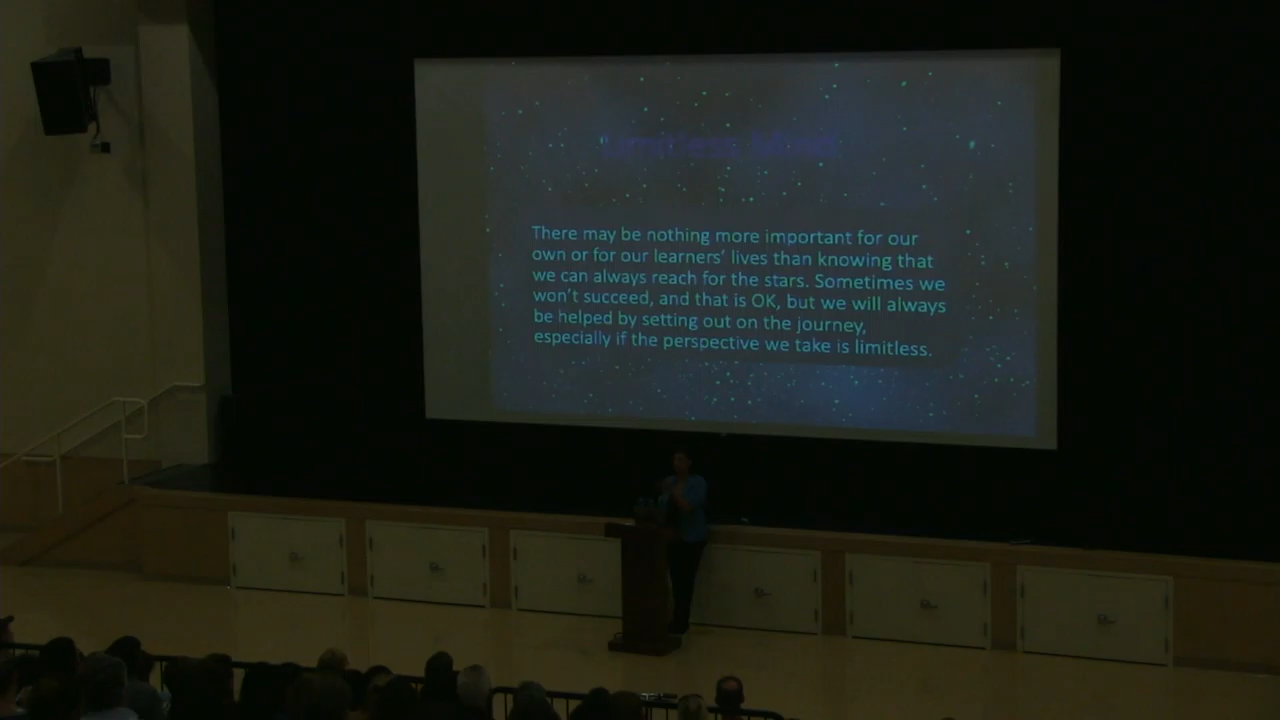 There may be nothing more important for our
own or for our learners' lives than knowing that
we can always reach for the stars. Sometimes we
won't succeed, and that is OK, but we will always
be helped by setting out on the journey,
especially if the perspective we take is limitless.